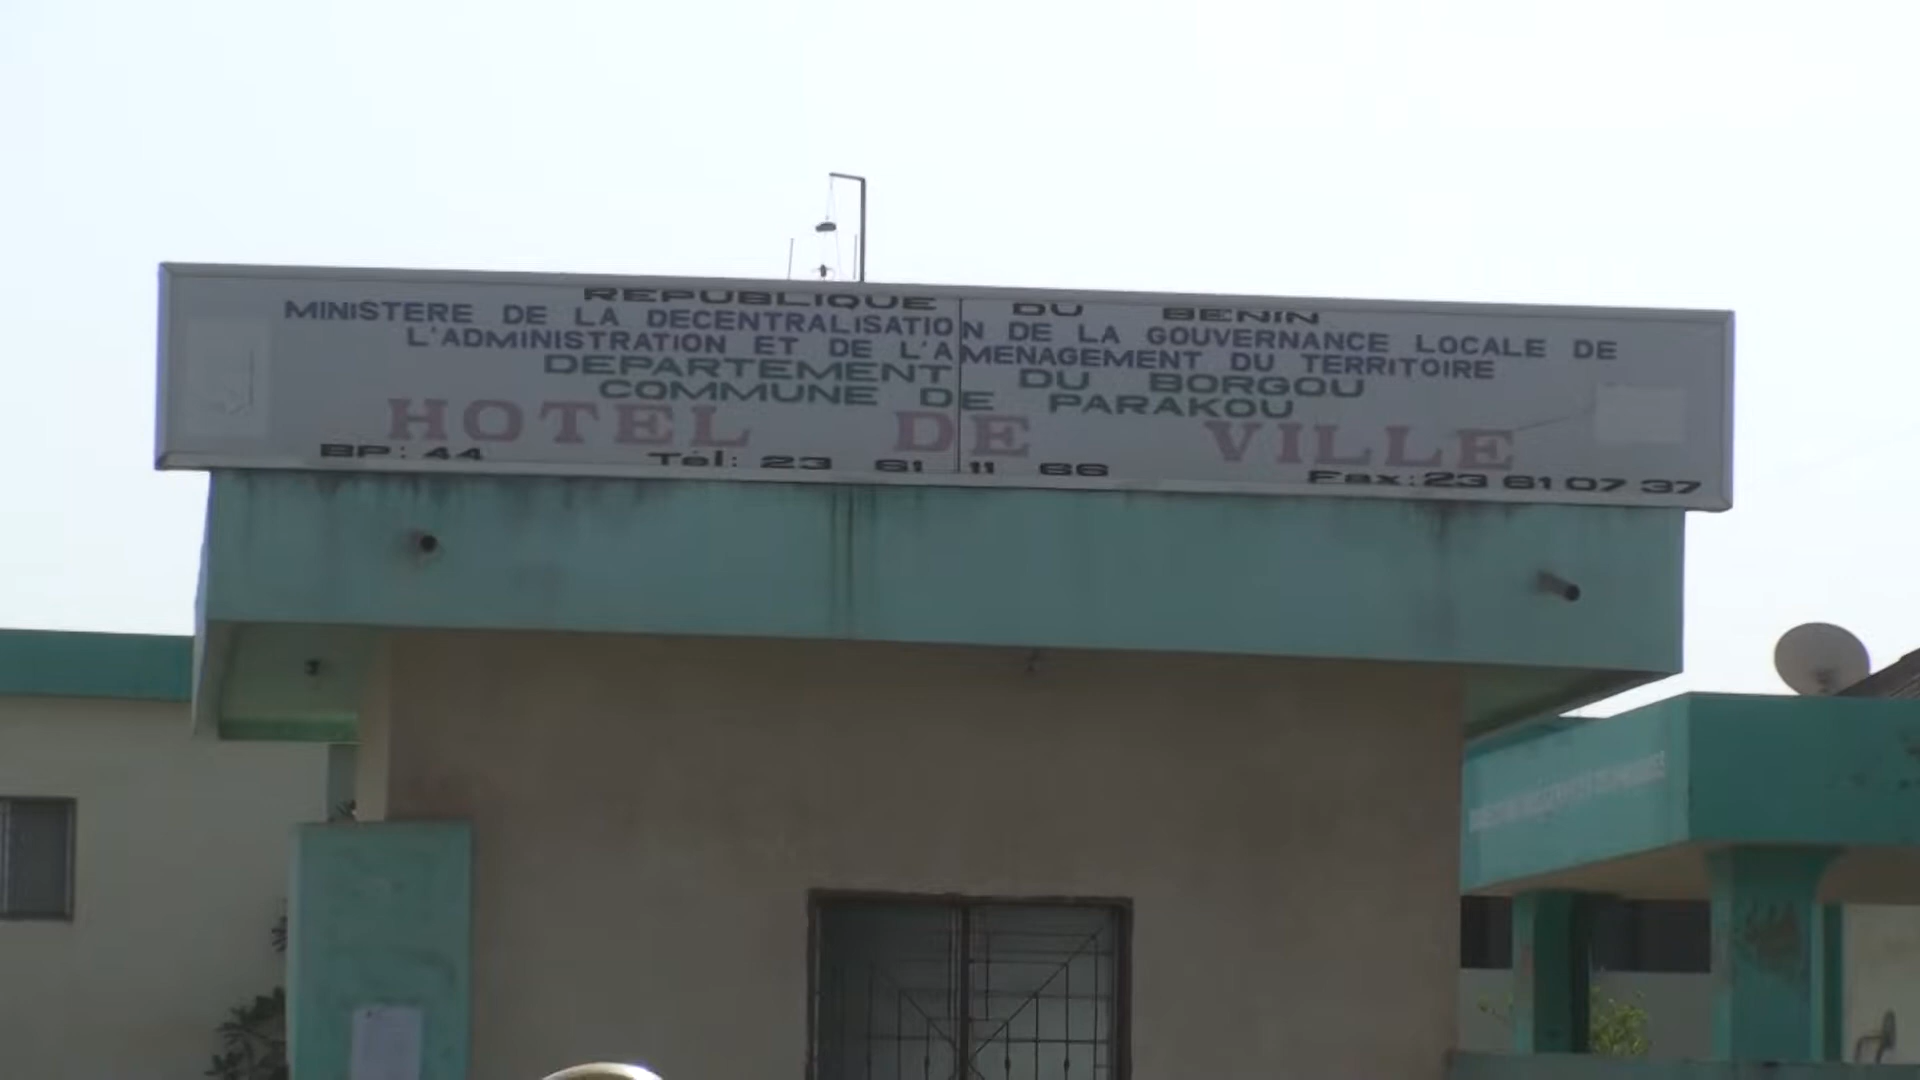 REPUBLIQUE DU BENIN
MINISTERE DE LA DECENTRALISATION DE LA GOUVERNANCE LOCALE DE
L'ADMINISTRATION ET DE L'AMENAGEMENT DU TERRITOIRE
DEPARTEMENT DU BORGOU
COMMUNE DE PARAKOU
HOTEL DE VILLE
BP: 44 Tél: 23 61 11 66 Fax: 23 61 07 37